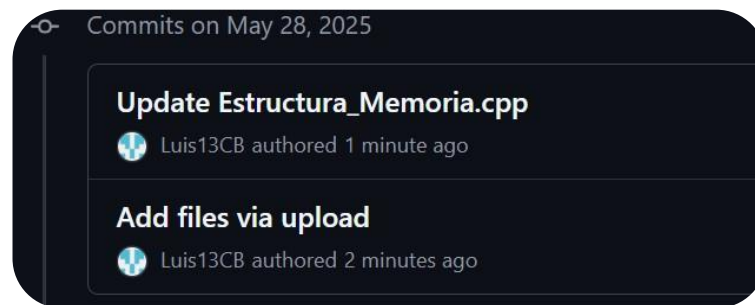 Commits on May 28, 2025
Update Estructura_Memoria.cpp
Luis13CB authored 1 minute ago
Add files via upload
Luis13CB authored 2 minutes ago